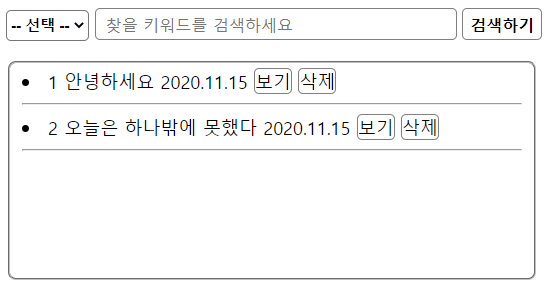 -- 선택 -- 찾을 키워드를 검색하세요 검색하기
1 안녕하세요 2020.11.15 보기 삭제
2 오늘은 하나밖에 못했다 2020.11.15 보기 삭제